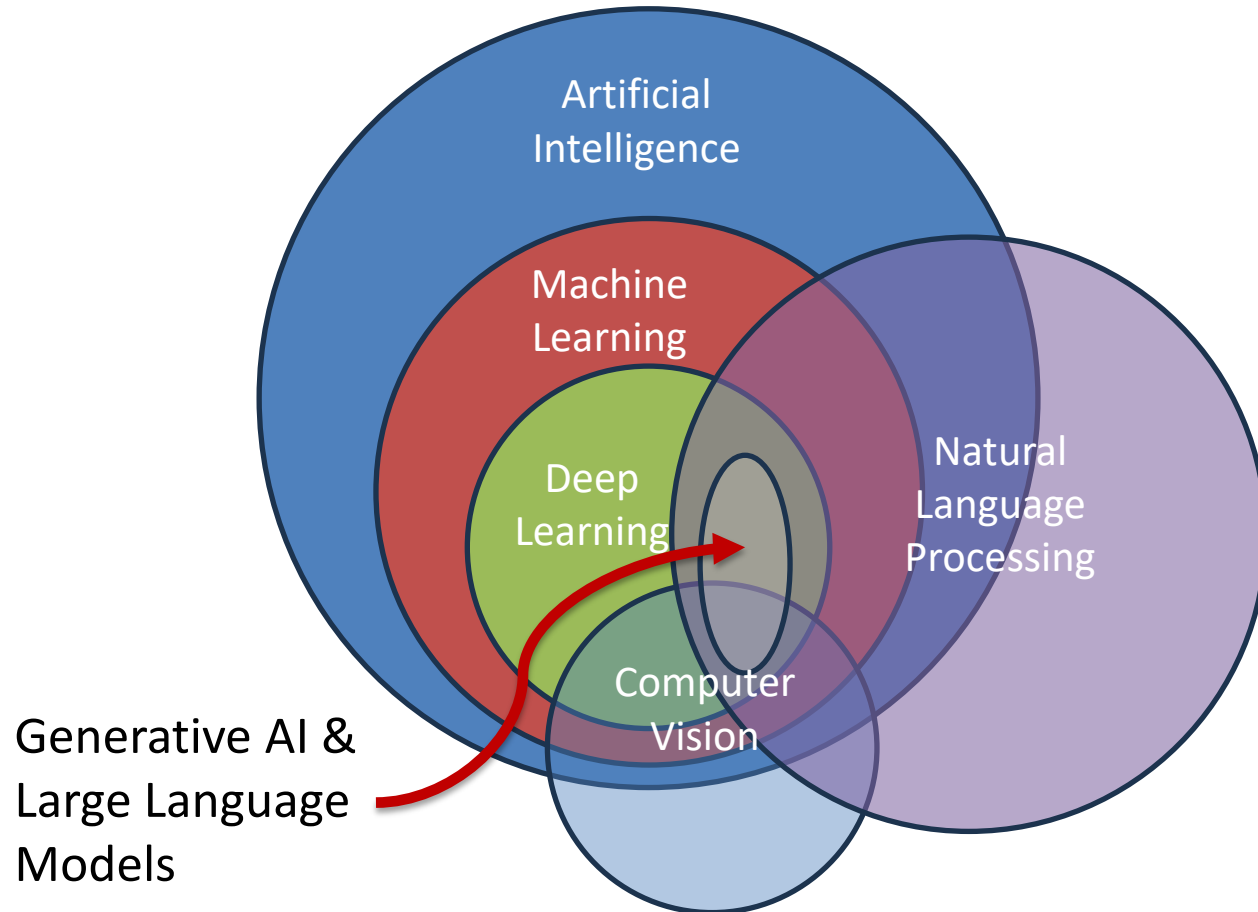 Artificial
Intelligence
Machine
Learning
Deep
Learning
Natural
Language
Processing
Computer
Vision
Generative AI &
Large Language
Models